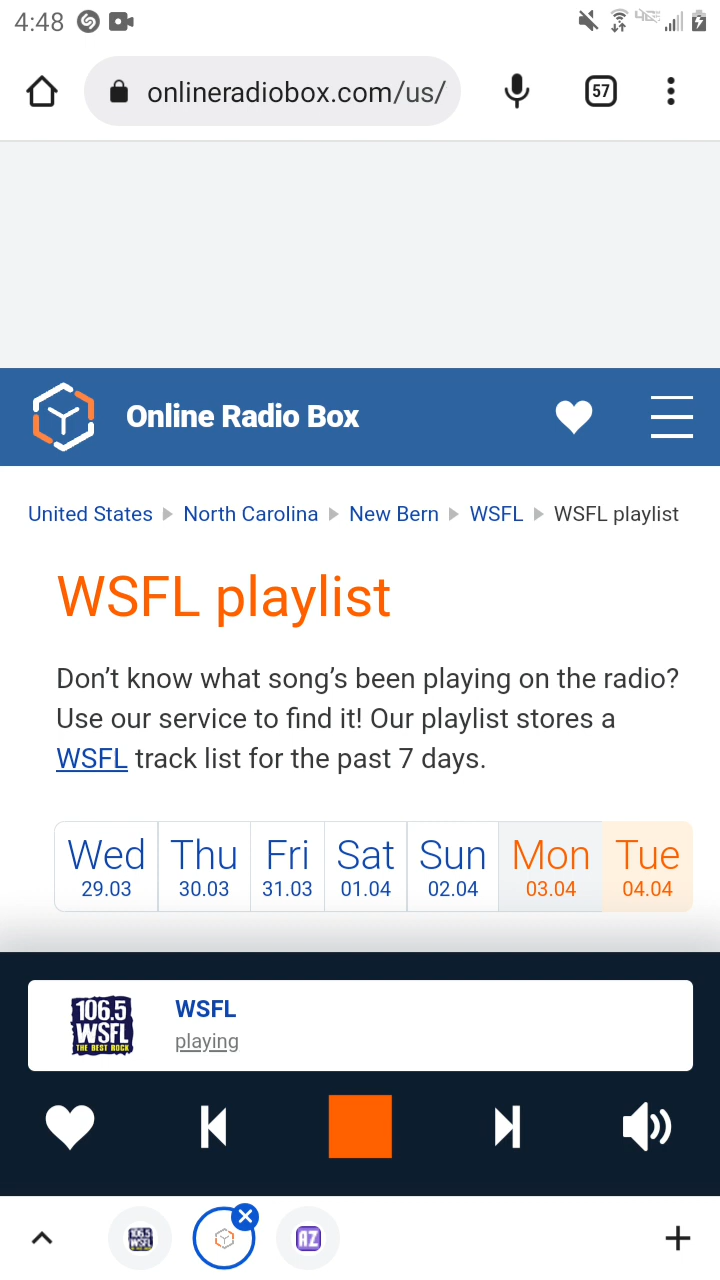 4:48
4G
onlineradiobox.com/us/
57
Online Radio Box
United States North Carolina New Bern WSFL WSFL playlist
WSFL playlist
Don’t know what song’s been playing on the radio?
Use our service to find it! Our playlist stores a
WSFL track list for the past 7 days.
Wed Thu Fri Sat Sun Mon Tue
29.03 30.03 31.03 01.04 02.04 03.04 04.04
106.5
WSFL
THE BEST ROCK
WSFL
playing
106.5
WSFL
AZ